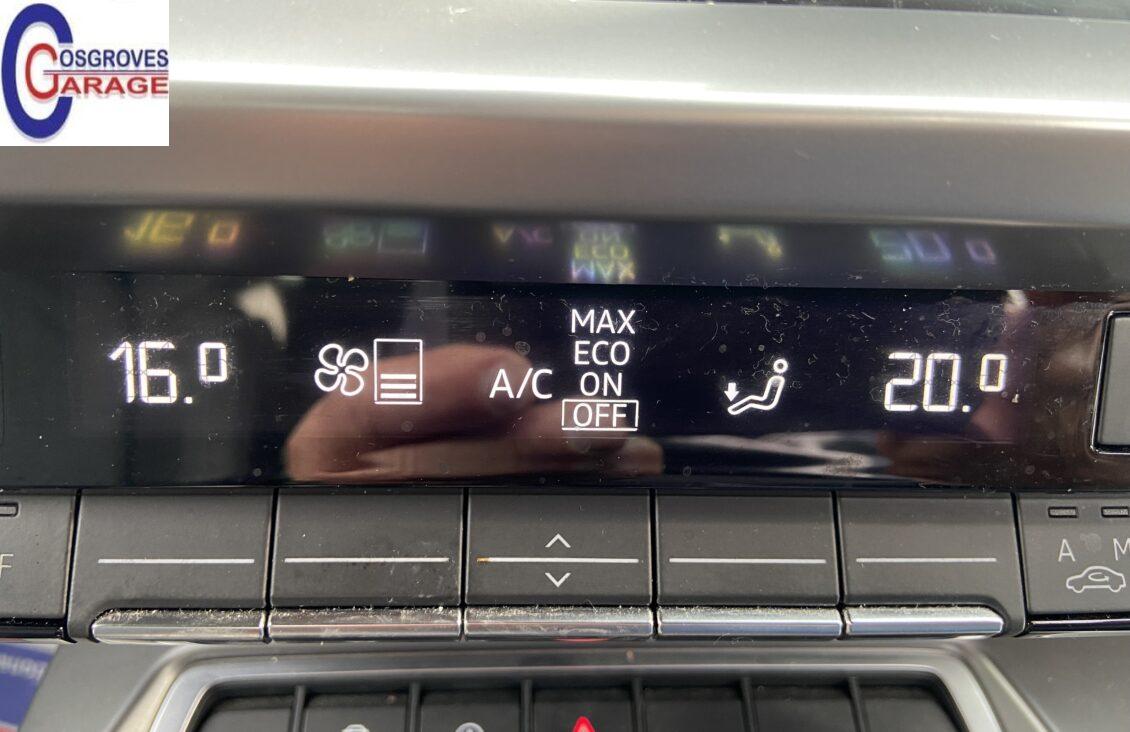 COSGROVES
GARAGE
16.0
A/C
MAX
ECO
ON
OFF
20.0
F
A
M